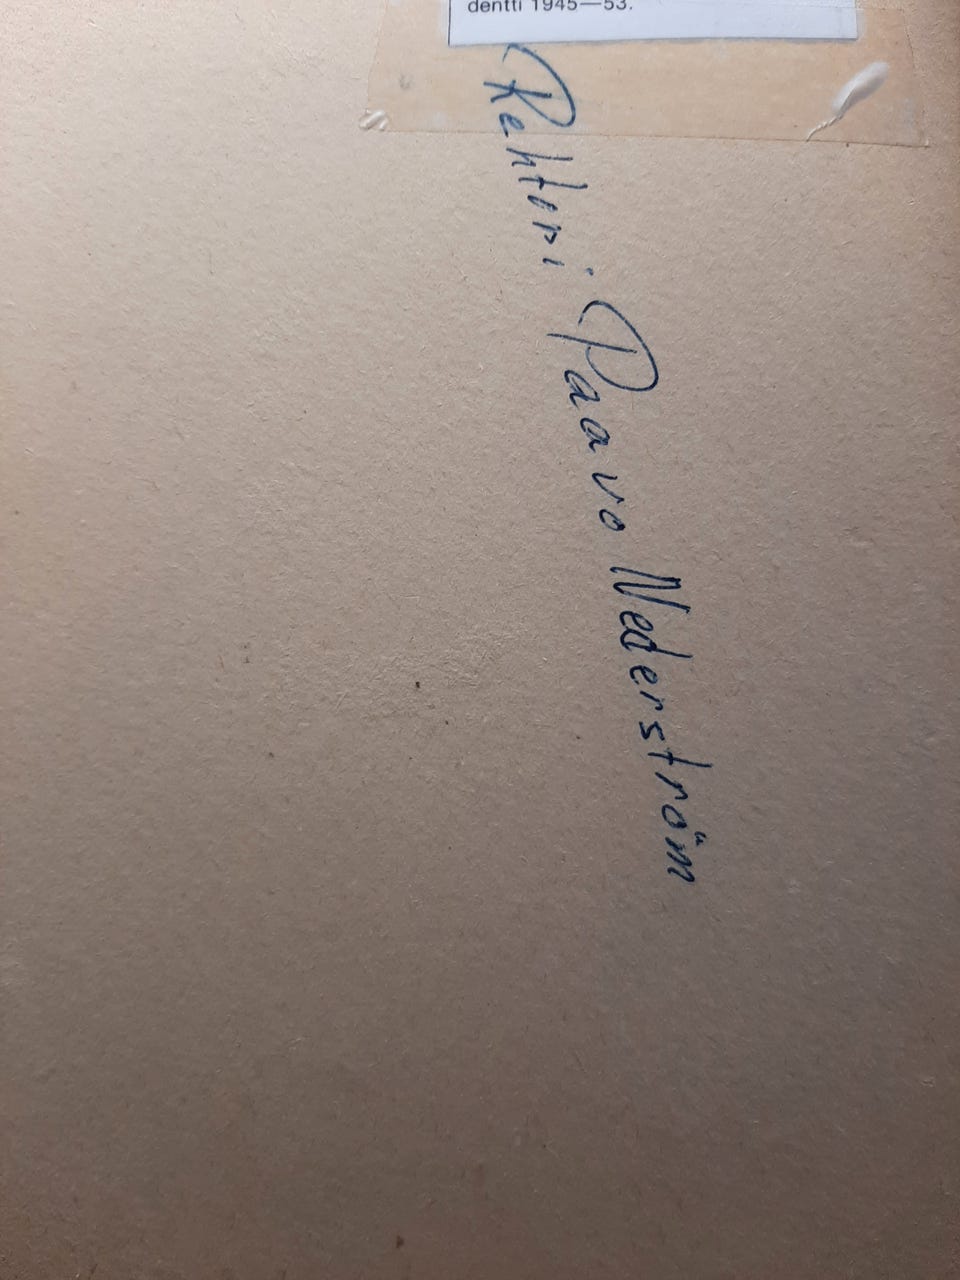 dentti 1945—53.
Rehtori Paavo Nederström